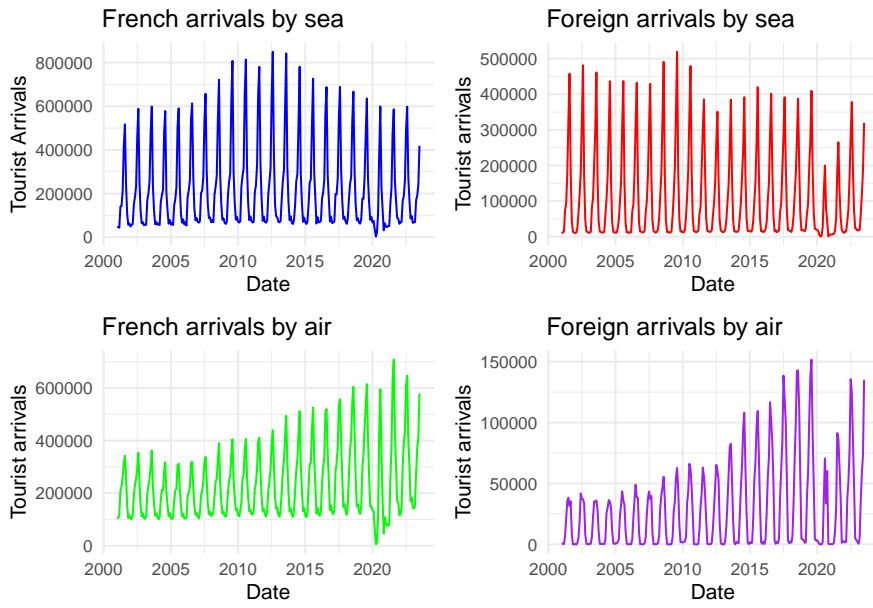 French arrivals by sea
Tourist Arrivals
800000
600000
400000
200000
0
2000 2005 2010 2015 2020
Date
Foreign arrivals by sea
Tourist arrivals
500000
400000
300000
200000
100000
0
2000 2005 2010 2015 2020
Date
French arrivals by air
Tourist arrivals
600000
400000
200000
0
2000 2005 2010 2015 2020
Date
Foreign arrivals by air
Tourist arrivals
150000
100000
50000
0
2000 2005 2010 2015 2020
Date